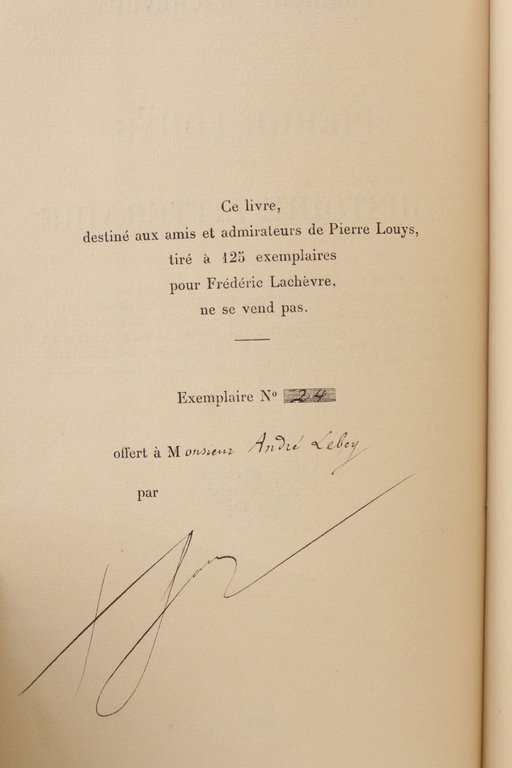 Ce livre,
destiné aux amis et admirateurs de Pierre Louys,
tiré à 125 exemplaires
pour Frédéric Lachèvre,
ne se vend pas.
Exemplaire Nº 24
offert à Monsieur André Lebey
par